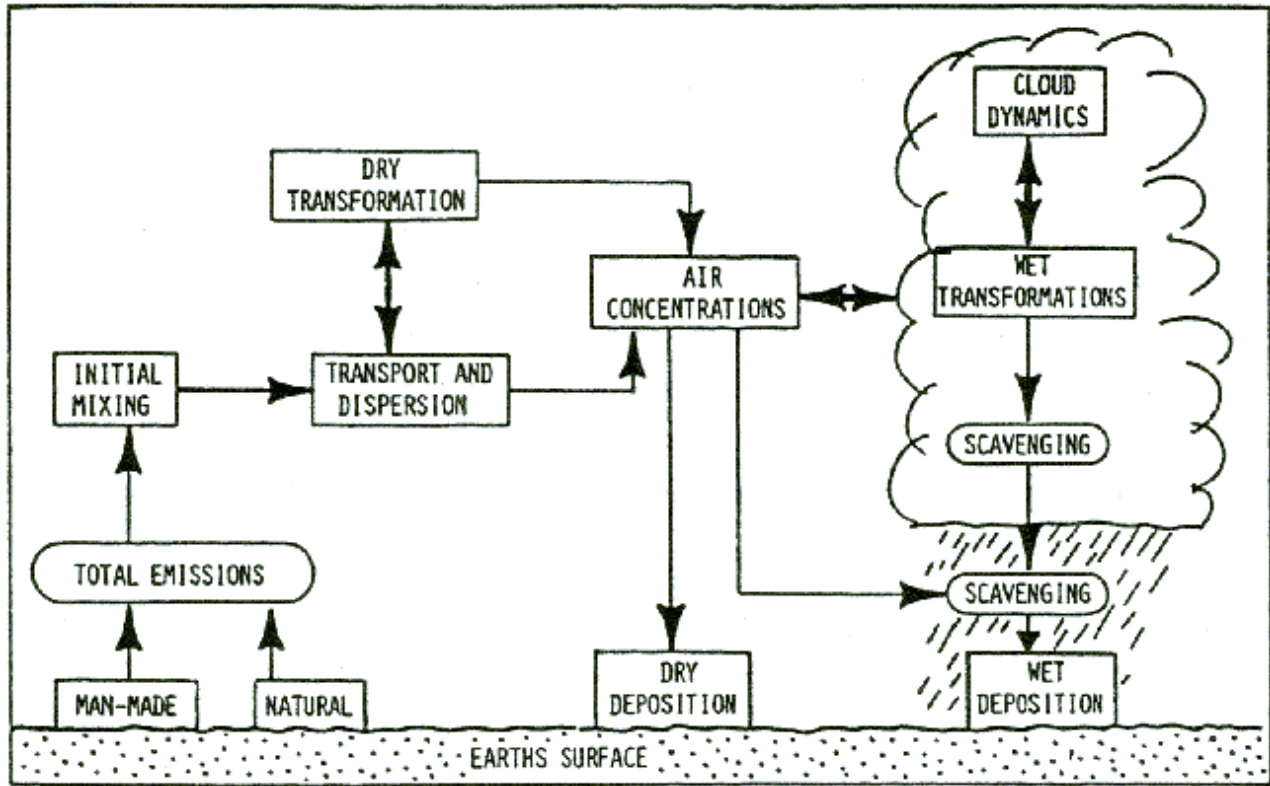 CLOUD
DYNAMICS
DRY
TRANSFORMATION
AIR
CONCENTRATIONS
WET
TRANSFORMATIONS
INITIAL
MIXING
TRANSPORT AND
DISPERSION
SCAVENGING
TOTAL EMISSIONS
SCAVENGING
MAN-MADE
NATURAL
DRY
DEPOSITION
WET
DEPOSITION
EARTHS SURFACE